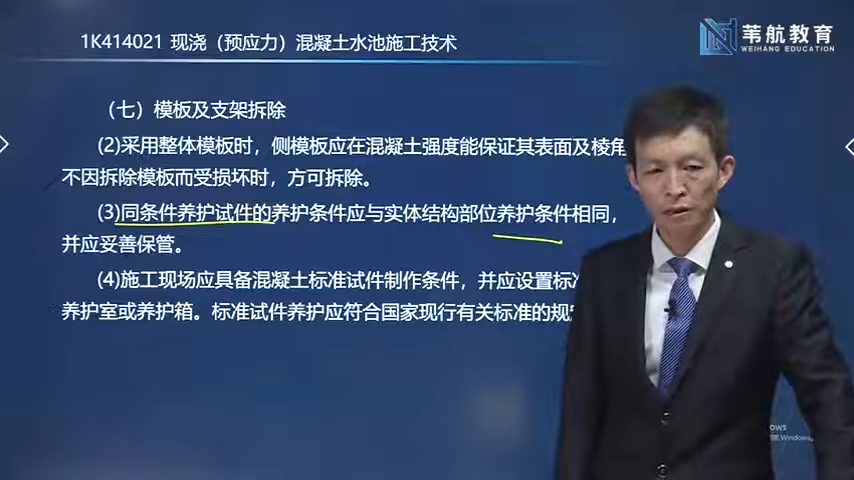 1K414021 现浇（预应力）混凝土水池施工技术
苇航教育
WEIHANG EDUCATION
（七）模板及支架拆除
(2)采用整体模板时，侧模板应在混凝土强度能保证其表面及棱角
不因拆除模板而受损坏时，方可拆除。
(3)同条件养护试件的养护条件应与实体结构部位养护条件相同，
并应妥善保管。
(4)施工现场应具备混凝土标准试件制作条件，并应设置标准
养护室或养护箱。标准试件养护应符合国家现行有关标准的规